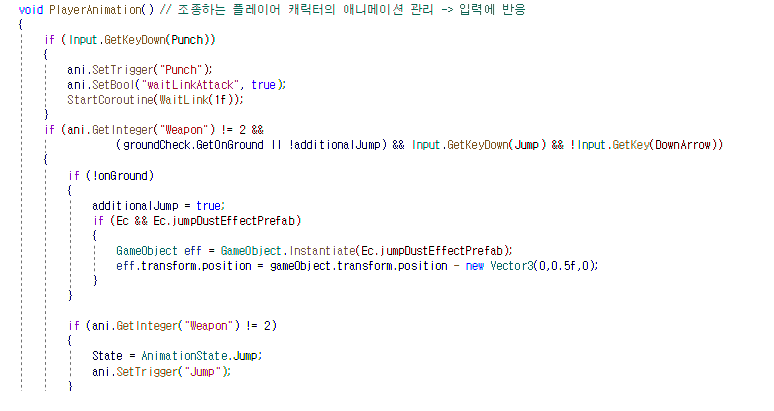 void PlayerAnimation() // 조종하는 플레이어 캐릭터의 애니메이션 관리 -> 입력에 반응
{
if (Input.GetKeyDown(Punch))
{
ani.SetTrigger("Punch");
ani.SetBool("waitLinkAttack", true);
StartCoroutine(WaitLink(1f));
}
if (ani.GetInteger("Weapon") != 2 &&
(groundCheck.GetOnGround || !additionalJump) && Input.GetKeyDown(Jump) && !Input.GetKey(DownArrow))
{
if (!onGround)
{
additionalJump = true;
if (Ec && Ec.jumpDustEffectPrefab)
{
GameObject eff = GameObject.Instantiate(Ec.jumpDustEffectPrefab);
eff.transform.position = gameObject.transform.position - new Vector3(0,0.5f,0);
}
}
if (ani.GetInteger("Weapon") != 2)
{
State = AnimationState.Jump;
ani.SetTrigger("Jump");
}